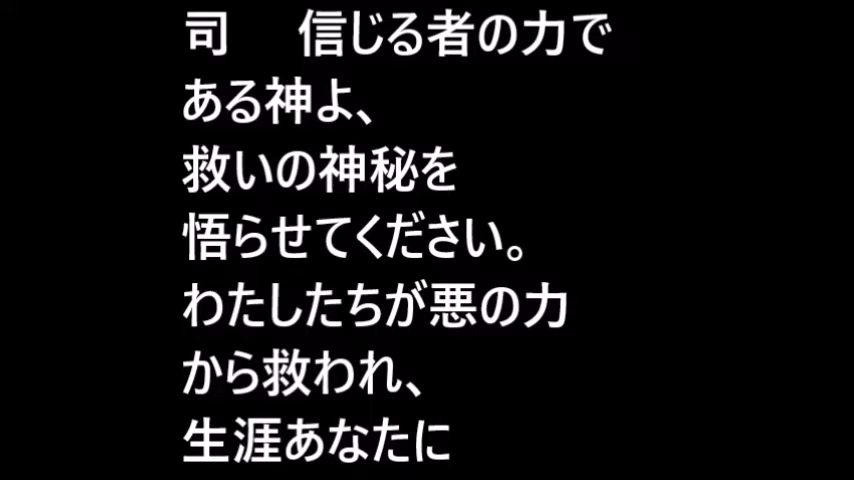 司　信じる者の力で
ある神よ、
救いの神秘を
悟らせてください。
わたしたちが悪の力
から救われ、
生涯あなたに